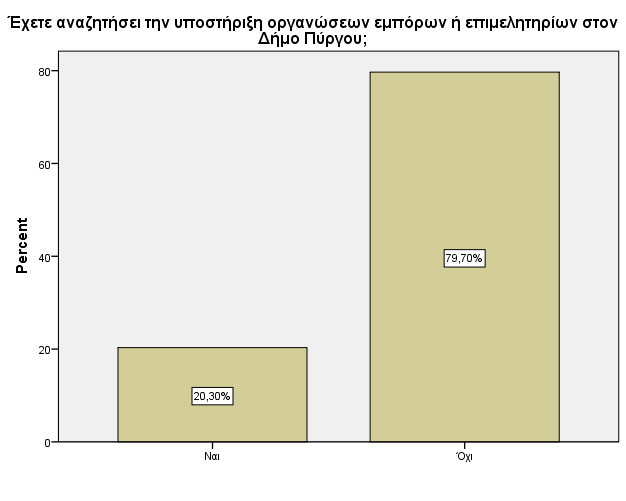 Έχετε αναζητήσει την υποστήριξη οργανώσεων εμπόρων ή επιμελητηρίων στον
Δήμο Πύργου;
80
60
40
20
0
Percent
20,30%
79,70%
Ναι
Όχι